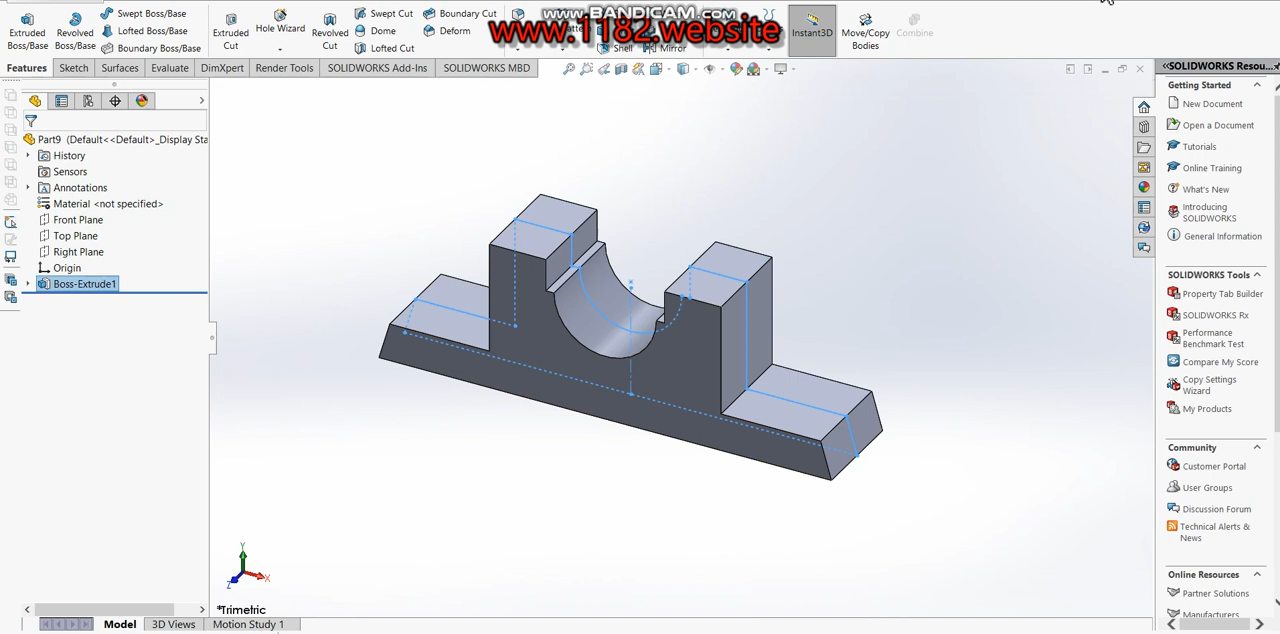 www.BANDICAM.com
www.1182.website
Extruded Boss/Base
Revolved Boss/Base
Swept Boss/Base
Lofted Boss/Base
Boundary Boss/Base
Extruded Cut
Hole Wizard
Revolved Cut
Swept Cut
Dome
Lofted Cut
Boundary Cut
Deform
Shell
Mirror
Instant3D
Move/Copy Bodies
Combine
Features
Sketch
Surfaces
Evaluate
DimXpert
Render Tools
SOLIDWORKS Add-Ins
SOLIDWORKS MBD
Part9 (Default<<Default>_Display Sta
History
Sensors
Annotations
Material <not specified>
Front Plane
Top Plane
Right Plane
Origin
Boss-Extrude1
Y
X
Z
*Trimetric
Model
3D Views
Motion Study 1
SOLIDWORKS Resou...
Getting Started
New Document
Open a Document
Tutorials
Online Training
What's New
Introducing
SOLIDWORKS
General Information
SOLIDWORKS Tools
Property Tab Builder
SOLIDWORKS Rx
Performance
Benchmark Test
Compare My Score
Copy Settings
Wizard
My Products
Community
Customer Portal
User Groups
Discussion Forum
Technical Alerts &
News
Online Resources
Partner Solutions
Manufacturers